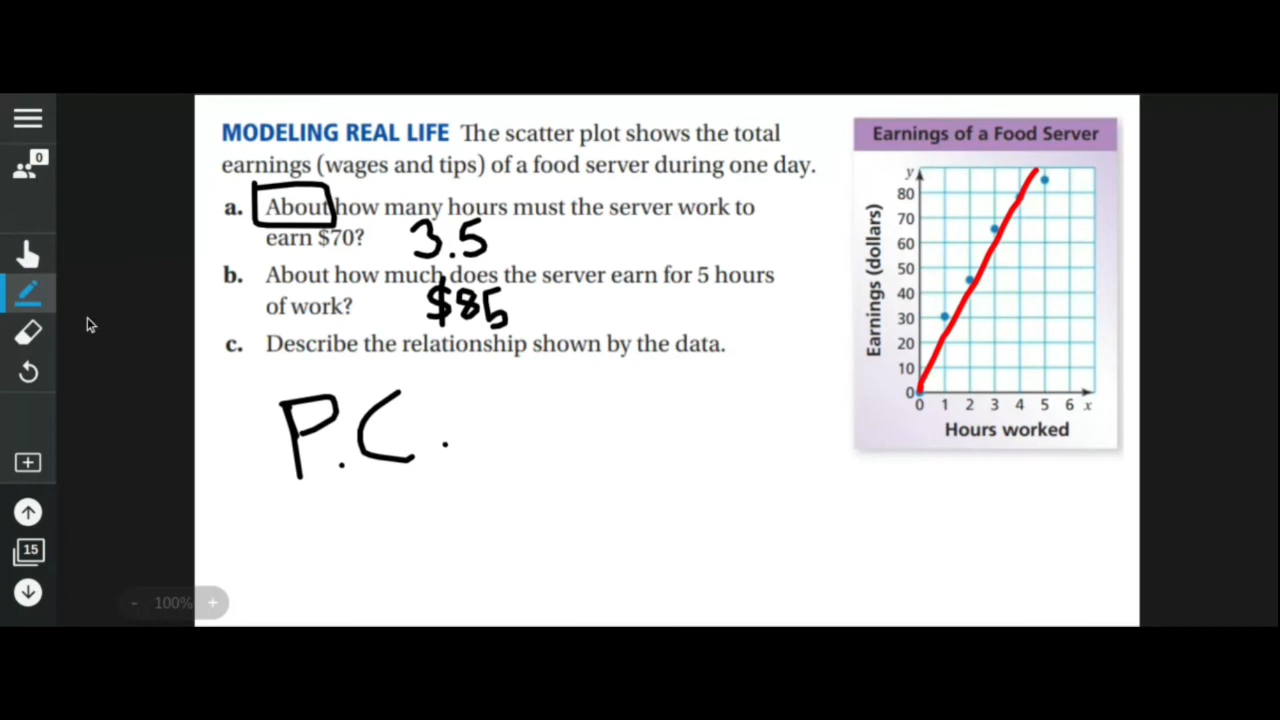 0
MODELING REAL LIFE The scatter plot shows the total
earnings (wages and tips) of a food server during one day.
a. About how many hours must the server work to
earn $70? 3.5
b. About how much does the server earn for 5 hours
of work? $85
c. Describe the relationship shown by the data.
P.C.
Earnings of a Food Server
y
80
70
60
50
40
30
20
10
0
Earnings (dollars)
0 1 2 3 4 5 6 x
Hours worked
15
- 100% +